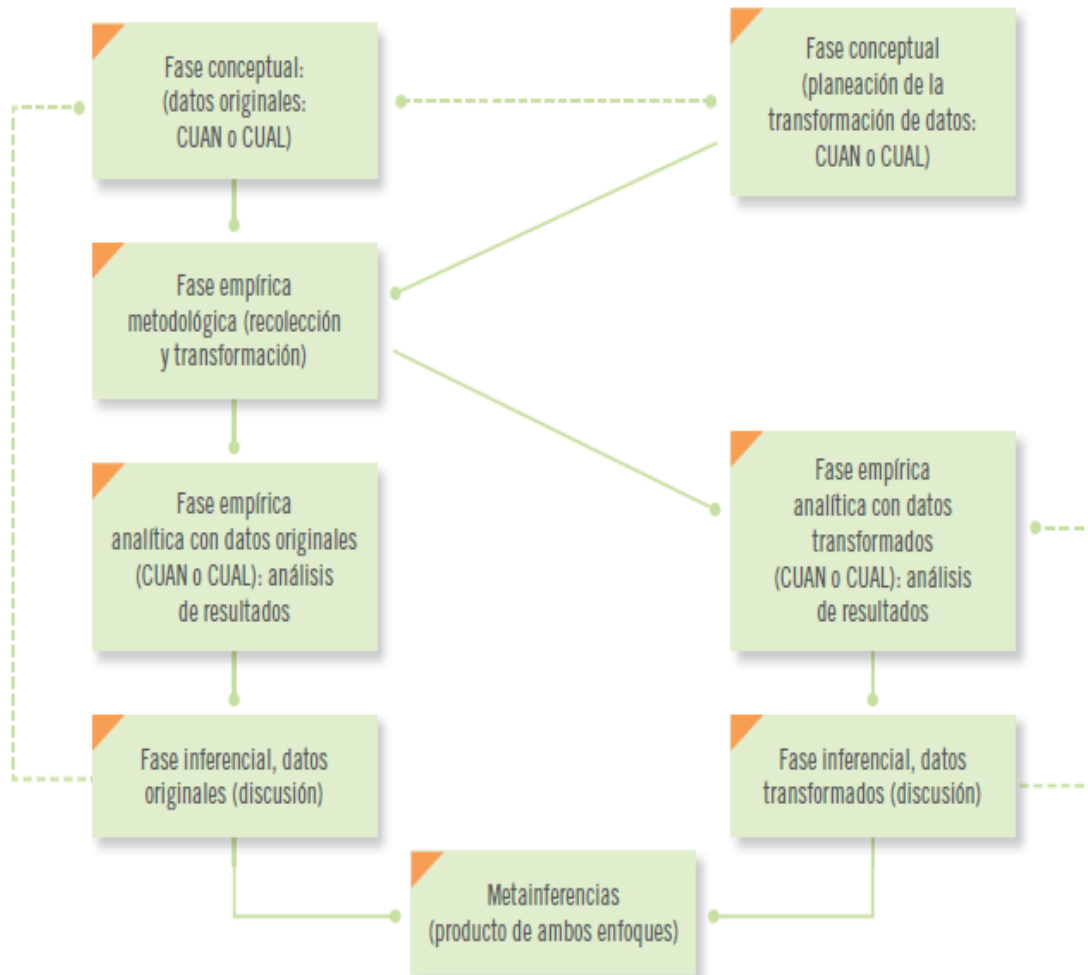 Fase conceptual:
(datos originales:
CUAN o CUAL)
Fase conceptual
(planeación de la
transformación de datos:
CUAN o CUAL)
Fase empírica
metodológica (recolección
y transformación)
Fase empírica
analítica con datos originales
(CUAN o CUAL): análisis
de resultados
Fase empírica
analítica con datos
transformados
(CUAN o CUAL): análisis
de resultados
Fase inferencial, datos
originales (discusión)
Fase inferencial, datos
transformados (discusión)
Metainferencias
(producto de ambos enfoques)